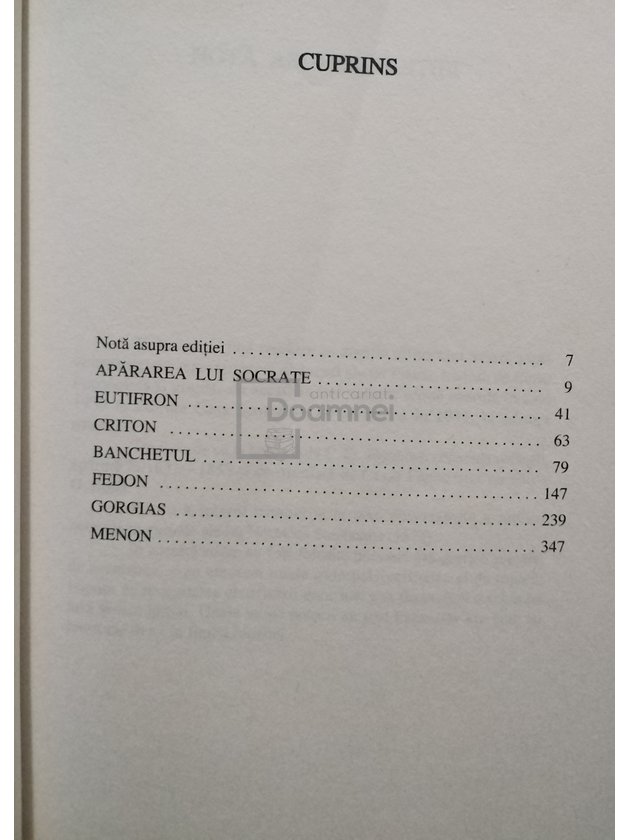 CUPRINS
Notă asupra ediției ........ 7
APĂRAREA LUI SOCRATE ........ 9
anticariat
Doamnei
EUTIFRON ........ 41
CRITON ........ 63
BANCHETUL ........ 79
FEDON ........ 147
GORGIAS ........ 239
MENON ........ 347